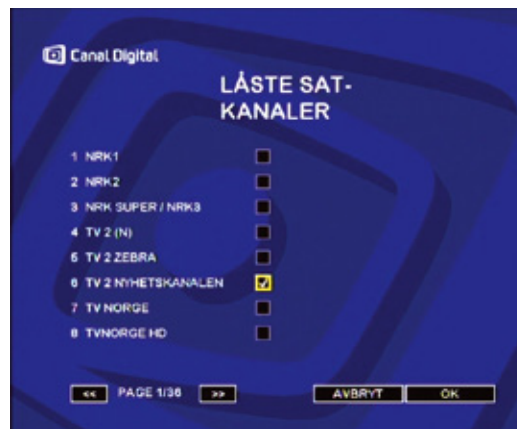 Canal Digital
LÅSTE SAT-
KANALER
1 NRK1
2 NRK2
3 NRK SUPER / NRK3
4 TV 2 (N)
5 TV 2 ZEBRA
6 TV 2 NYHETSKANALEN
7 TV NORGE
8 TVNORGE HD
<< PAGE 1/36 >> AVBRYT OK